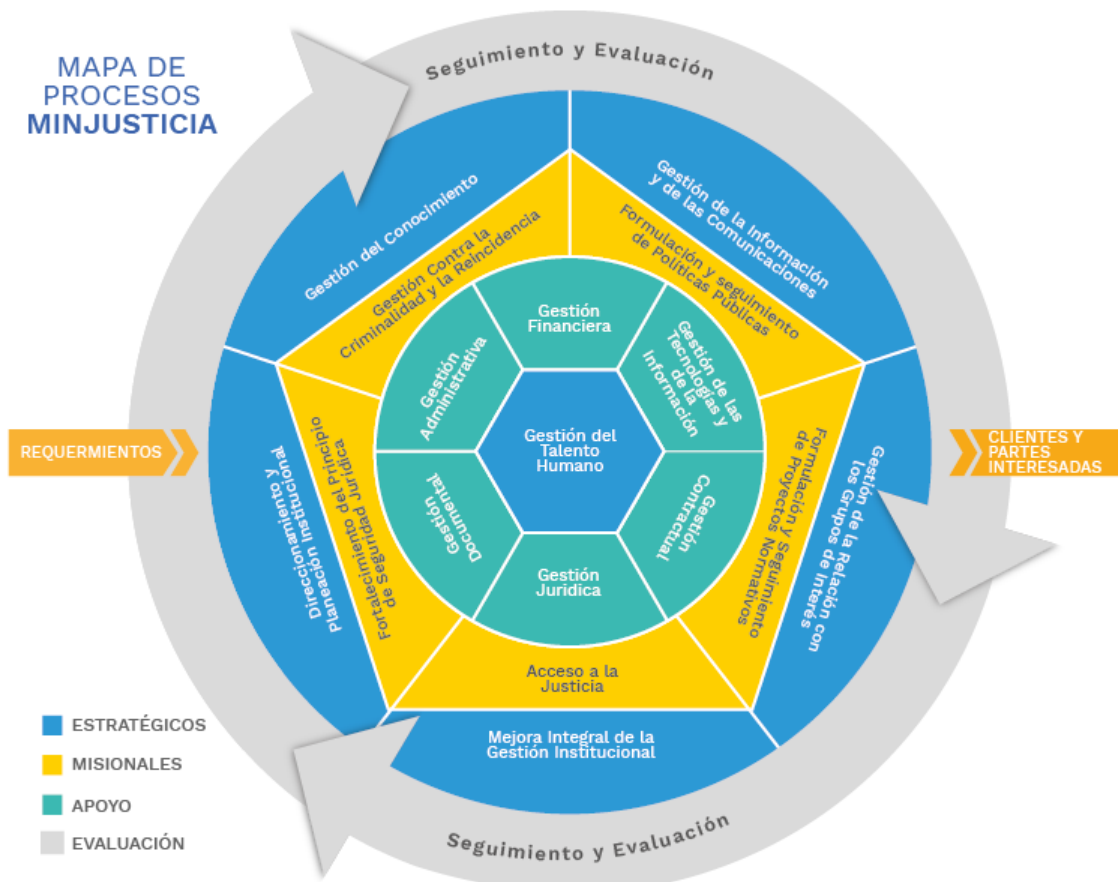 MAPA DE
PROCESOS
MINJUSTICIA
Seguimiento y Evaluación
Gestión del Conocimiento
Gestión de la Información
y de las Comunicaciones
Gestión Contra la
Criminalidad y la Reincidencia
Formulación y seguimiento
de Políticas Públicas
Gestión
Financiera
Gestión
Administrativa
Gestión de las
Tecnologías y
de la
Información
REQUERMIENTOS
Gestión del
Talento
Humano
CLIENTES Y
PARTES
INTERESADAS
Direccionamiento y
Planeación Institucional
Fortalecimiento del Principio
de Seguridad Jurídica
Gestión
Documental
Gestión
Contractual
Formulación y Seguimiento
de Proyectos Normativos
Gestión de la Relación con
los Grupos de Interés
Gestión
Juridica
Acceso a la
Justicia
Mejora Integral de la
Gestión Institucional
ESTRATÉGICOS
MISIONALES
APOYO
EVALUACIÓN
Seguimiento y Evaluación